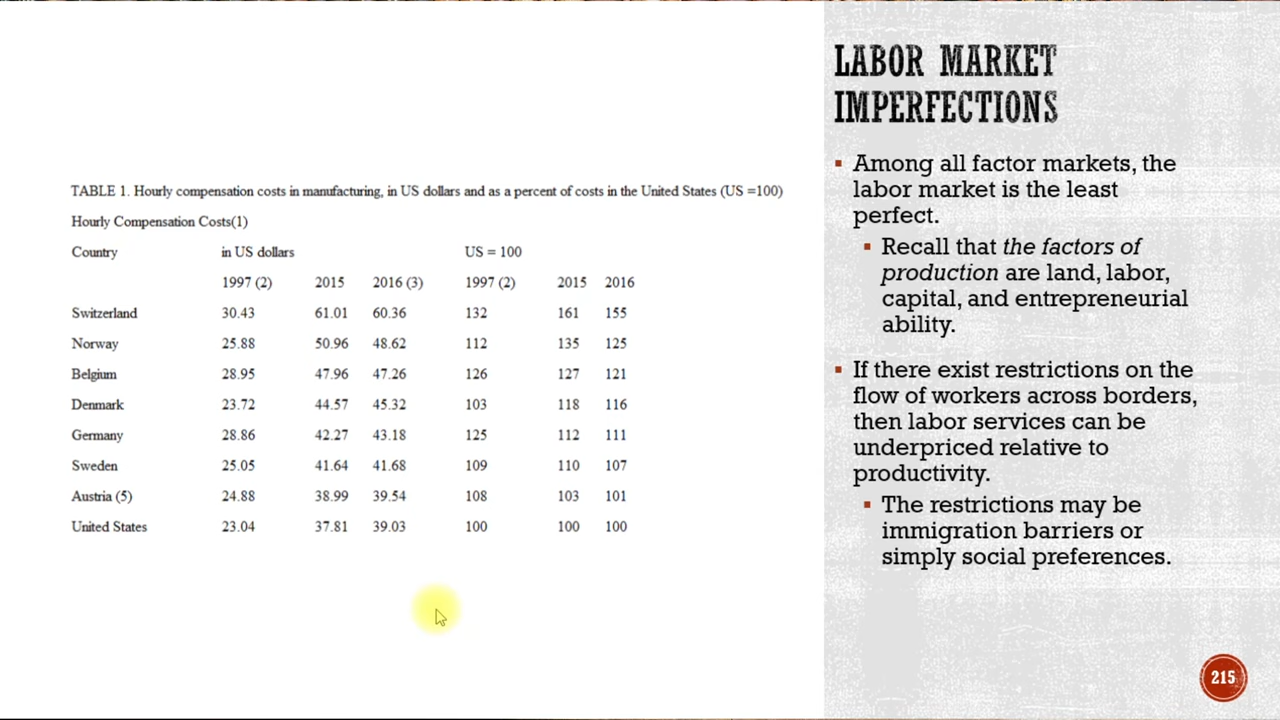 TABLE 1. Hourly compensation costs in manufacturing, in US dollars and as a percent of costs in the United States (US =100)
Hourly Compensation Costs(1)
Country in US dollars US = 100
1997 (2) 2015 2016 (3) 1997 (2) 2015 2016
Switzerland 30.43 61.01 60.36 132 161 155
Norway 25.88 50.96 48.62 112 135 125
Belgium 28.95 47.96 47.26 126 127 121
Denmark 23.72 44.57 45.32 103 118 116
Germany 28.86 42.27 43.18 125 112 111
Sweden 25.05 41.64 41.68 109 110 107
Austria (5) 24.88 38.99 39.54 108 103 101
United States 23.04 37.81 39.03 100 100 100
LABOR MARKET
IMPERFECTIONS
▪ Among all factor markets, the
labor market is the least
perfect.
▪ Recall that the factors of
production are land, labor,
capital, and entrepreneurial
ability.
▪ If there exist restrictions on the
flow of workers across borders,
then labor services can be
underpriced relative to
productivity.
▪ The restrictions may be
immigration barriers or
simply social preferences.
215